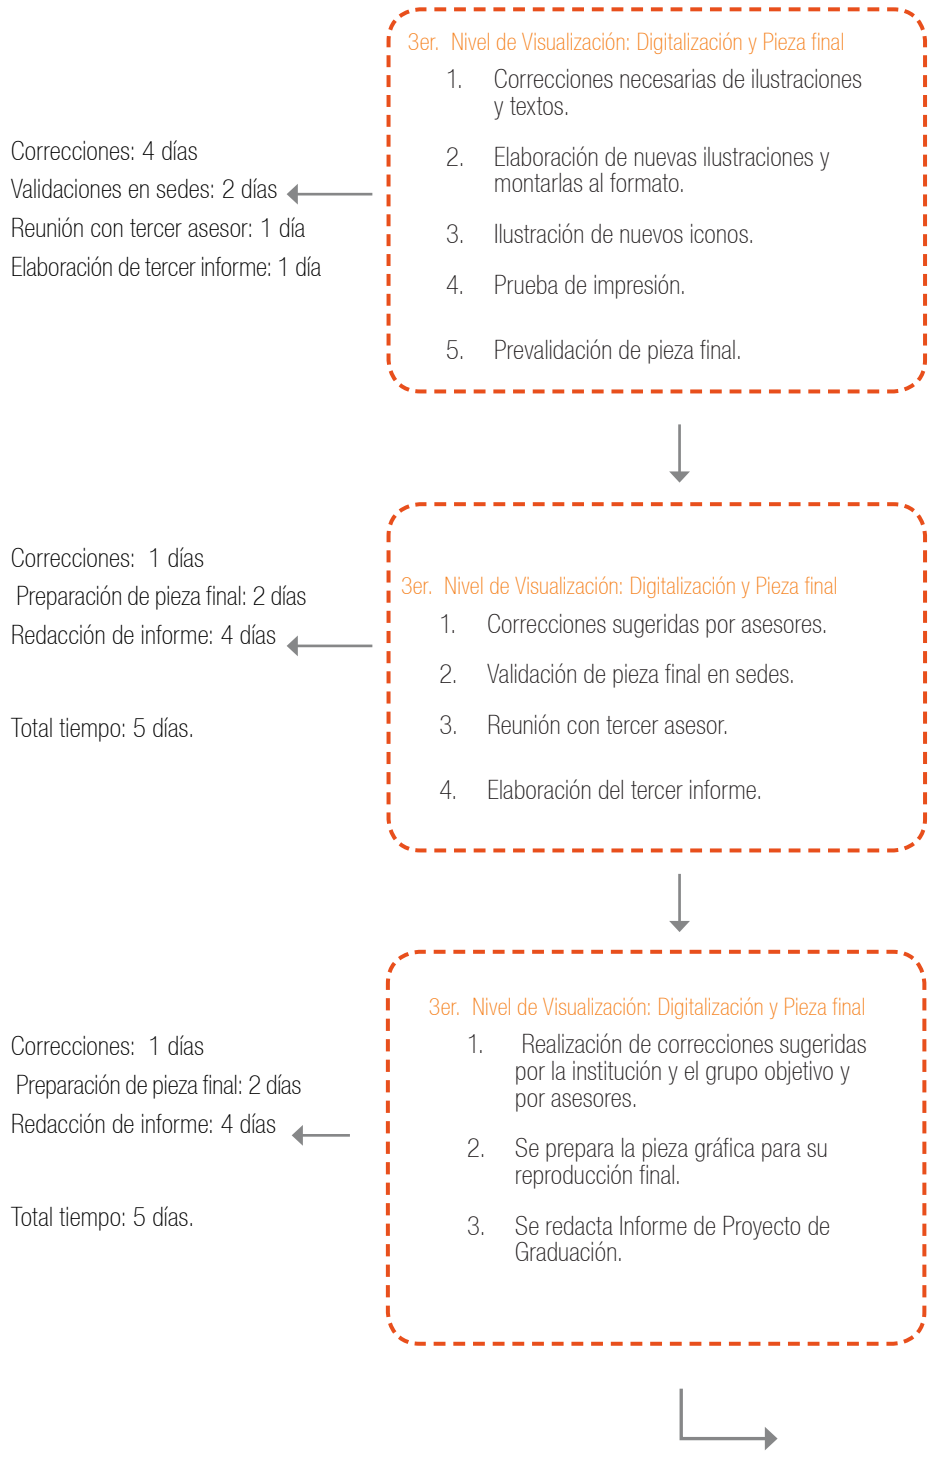 3er.  Nivel de Visualización: Digitalización y Pieza final
1. Correcciones necesarias de ilustraciones
y textos.
2. Elaboración de nuevas ilustraciones y
montarlas al formato.
3. Ilustración de nuevos iconos.
4. Prueba de impresión.
5. Prevalidación de pieza final.
Correcciones: 4 días
Validaciones en sedes: 2 días
Reunión con tercer asesor: 1 día
Elaboración de tercer informe: 1 día
3er.  Nivel de Visualización: Digitalización y Pieza final
1. Correcciones sugeridas por asesores.
2. Validación de pieza final en sedes.
3. Reunión con tercer asesor.
4. Elaboración del tercer informe.
Correcciones:  1 días
Preparación de pieza final: 2 días
Redacción de informe: 4 días
Total tiempo: 5 días.
3er.  Nivel de Visualización: Digitalización y Pieza final
1. Realización de correcciones sugeridas
por la institución y el grupo objetivo y
por asesores.
2. Se prepara la pieza gráfica para su
reproducción final.
3. Se redacta Informe de Proyecto de
Graduación.
Correcciones:  1 días
Preparación de pieza final: 2 días
Redacción de informe: 4 días
Total tiempo: 5 días.